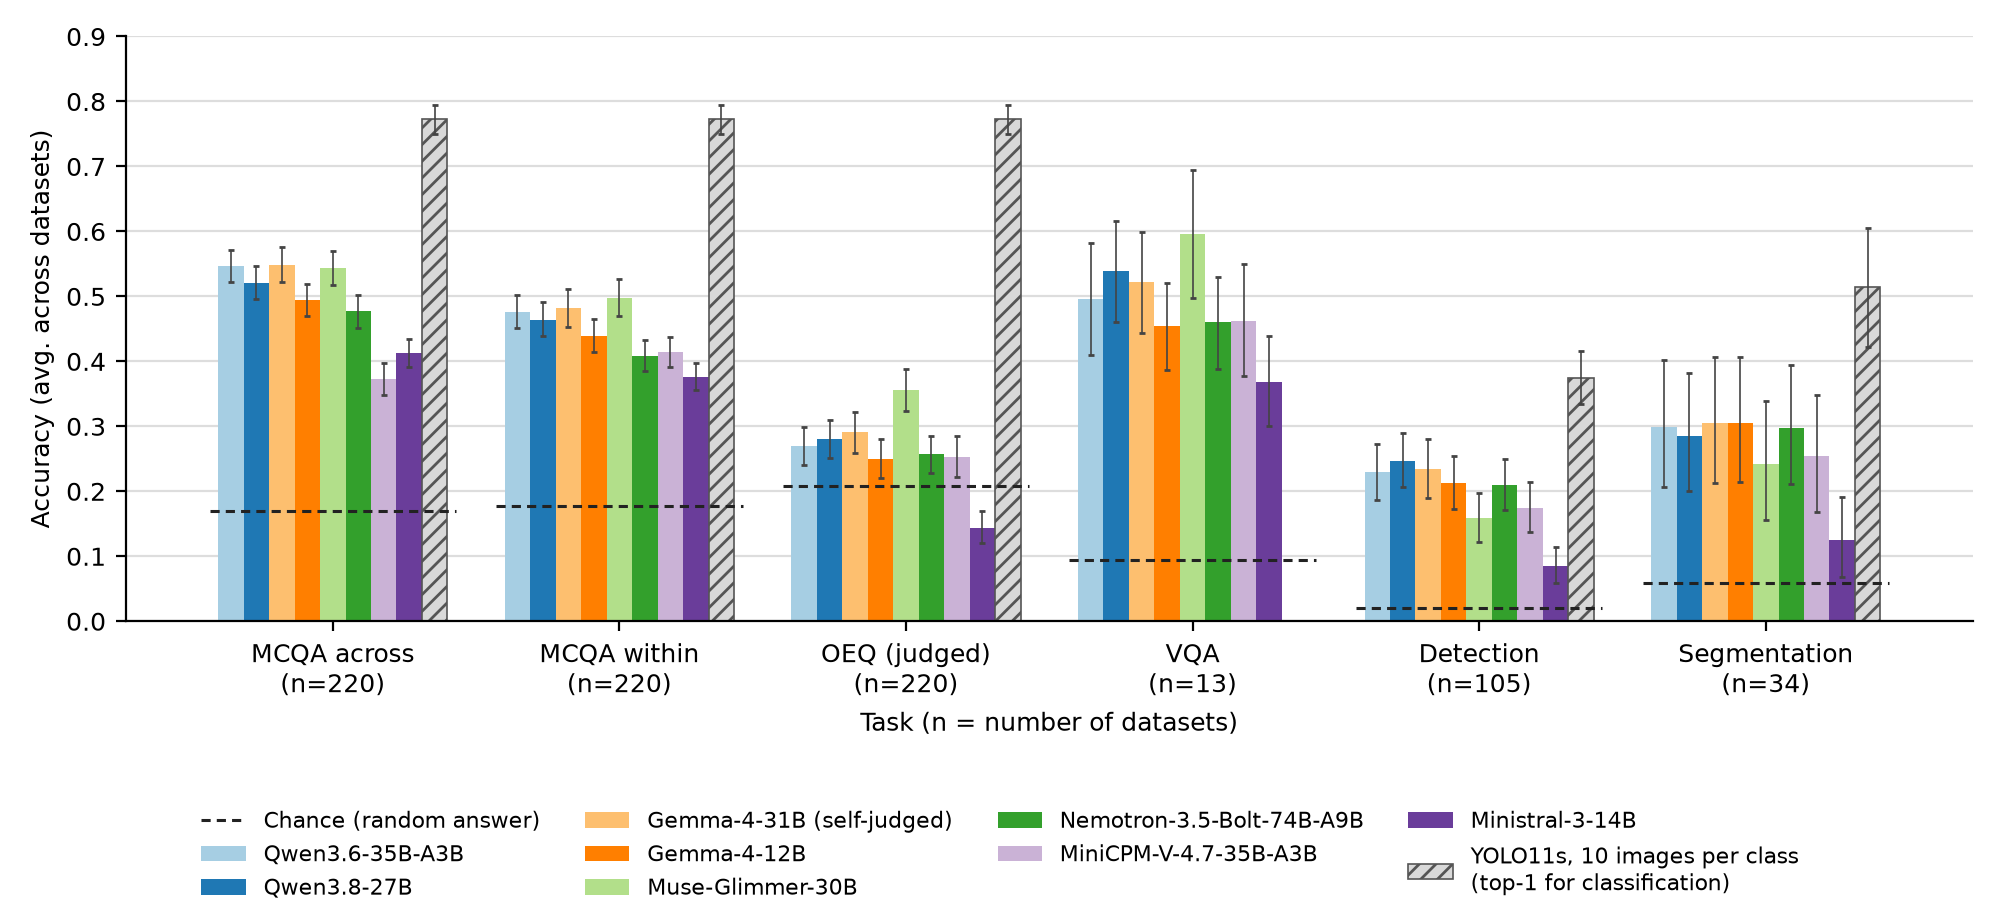 0.9
0.8
0.7
0.6
0.5
0.4
0.3
0.2
0.1
0.0
Accuracy (avg. across datasets)
MCQA across
(n=220)
MCQA within
(n=220)
OEQ (judged)
(n=220)
VQA
(n=13)
Detection
(n=105)
Segmentation
(n=34)
Task (n = number of datasets)
Chance (random answer)
Qwen3.6-35B-A3B
Qwen3.8-27B
Gemma-4-31B (self-judged)
Gemma-4-12B
Muse-Glimmer-30B
Nemotron-3.5-Bolt-74B-A9B
MiniCPM-V-4.7-35B-A3B
Ministral-3-14B
YOLO11s, 10 images per class
(top-1 for classification)